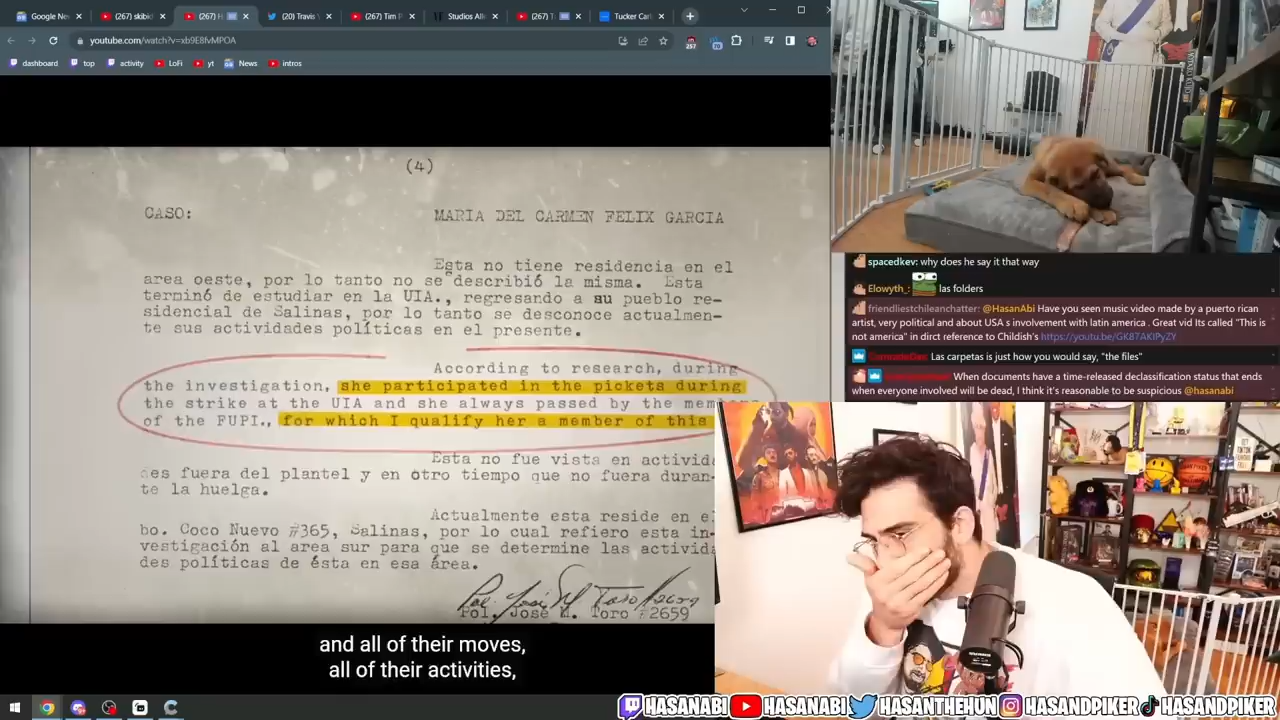 Google Nev
(267) skibid
(267) H
(20) Travis
(267) Tim P
Studios Alle
(267) T
Tucker Carl
youtube.com/watch?v=xb9E8fvMPOA
dashboard
top
activity
LoFi
yt
News
intros
(4)
CASO: MARIA DEL CARMEN FELIX GARCIA
Esta no tiene residencia en el
area oeste, por lo tanto no se describió la misma. Esta
terminó de estudiar en la UIA., regresando a su pueblo re-
sidencial de Salinas, por lo tanto se desconoce actualmen-
te sus actividades políticas en el presente.
According to research, during
the investigation, she participated in the pickets during
the strike at the UIA and she always passed by the
of the FUPI., for which I qualify her a member of this
Esta no fue vista en activida
des fuera del plantel y en otro tiempo que no fuera duran-
te la huelga.
Actualmente esta reside en el
bo. Coco Nuevo #365, Salinas, por lo cual refiero esta in-
vestigación al area sur para que se determine las activida
des políticas de ésta en esa área.
Pol. José M. Toro #2659
and all of their moves,
all of their activities,
spacedkev: why does he say it that way
Elowyth_: las folders
friendliestchileanchatter: @HasanAbi Have you seen music video made by a puerto rican
artist, very political and about USA s involvement with latin america . Great vid Its called "This is
not america" in dirct reference to Childish's https://youtu.be/GK87AKIPyZY
Las carpetas is just how you would say, "the files"
When documents have a time-released declassification status that ends
when everyone involved will be dead, I think it's reasonable to be suspicious @hasanabi
HASANABI HASANABI HASANTHEHUN HASANDPIKER HASANDPIKER